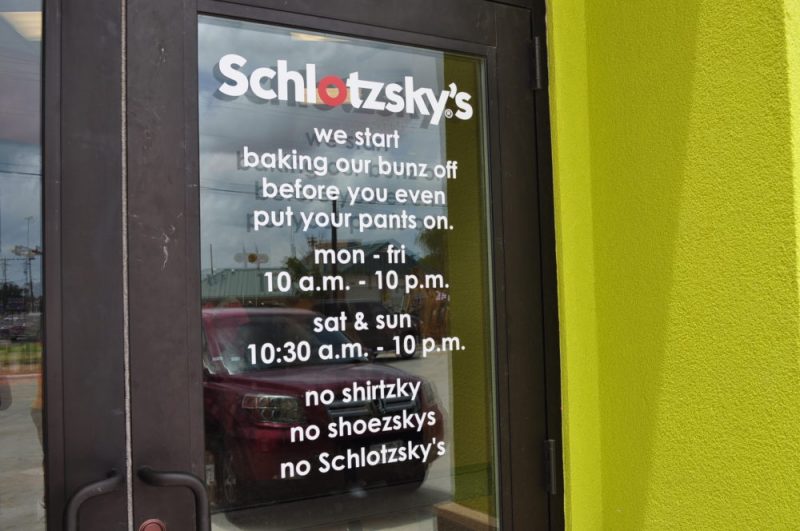 Schlotzsky's®
we start
baking our bunz off
before you even
put your pants on.
mon - fri
10 a.m. - 10 p.m.
sat & sun
10:30 a.m. - 10 p.m.
no shirtzky
no shoezskys
no Schlotzsky's